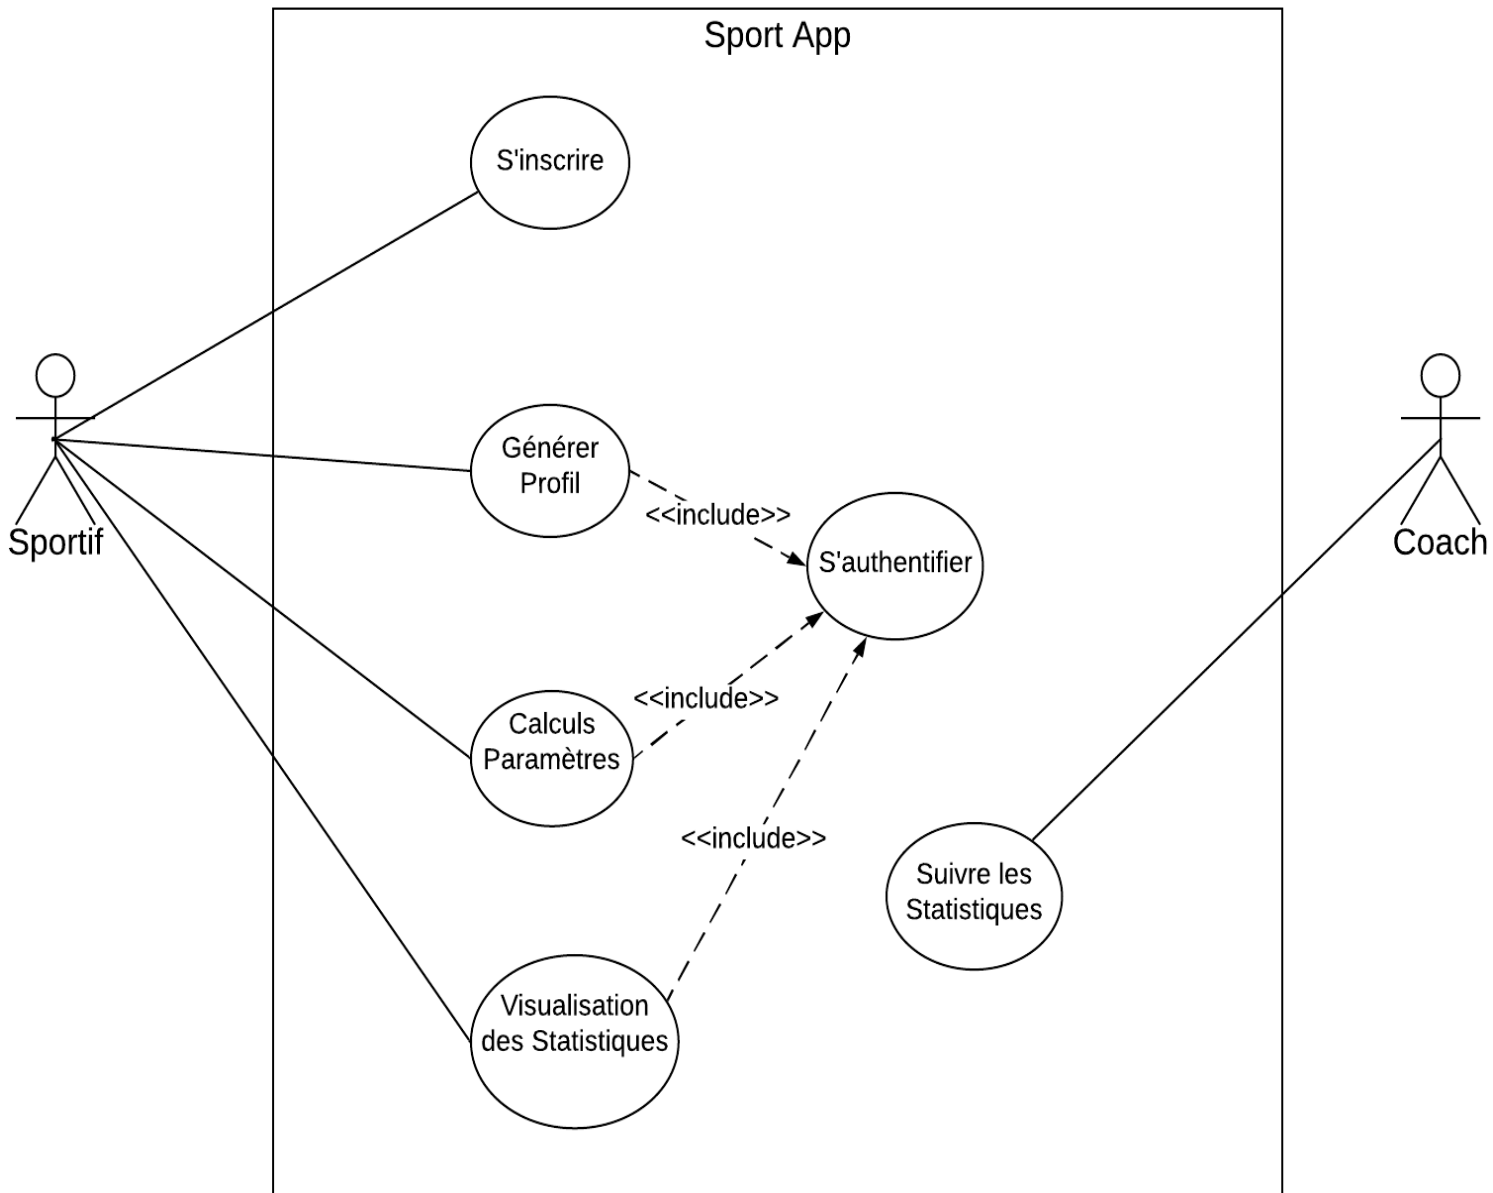 Sport App
S'inscrire
Générer
Profil
<<include>>
S'authentifier
Sportif
Coach
<<include>>
Calculs
Paramètres
<<include>>
Suivre les
Statistiques
Visualisation
des Statistiques